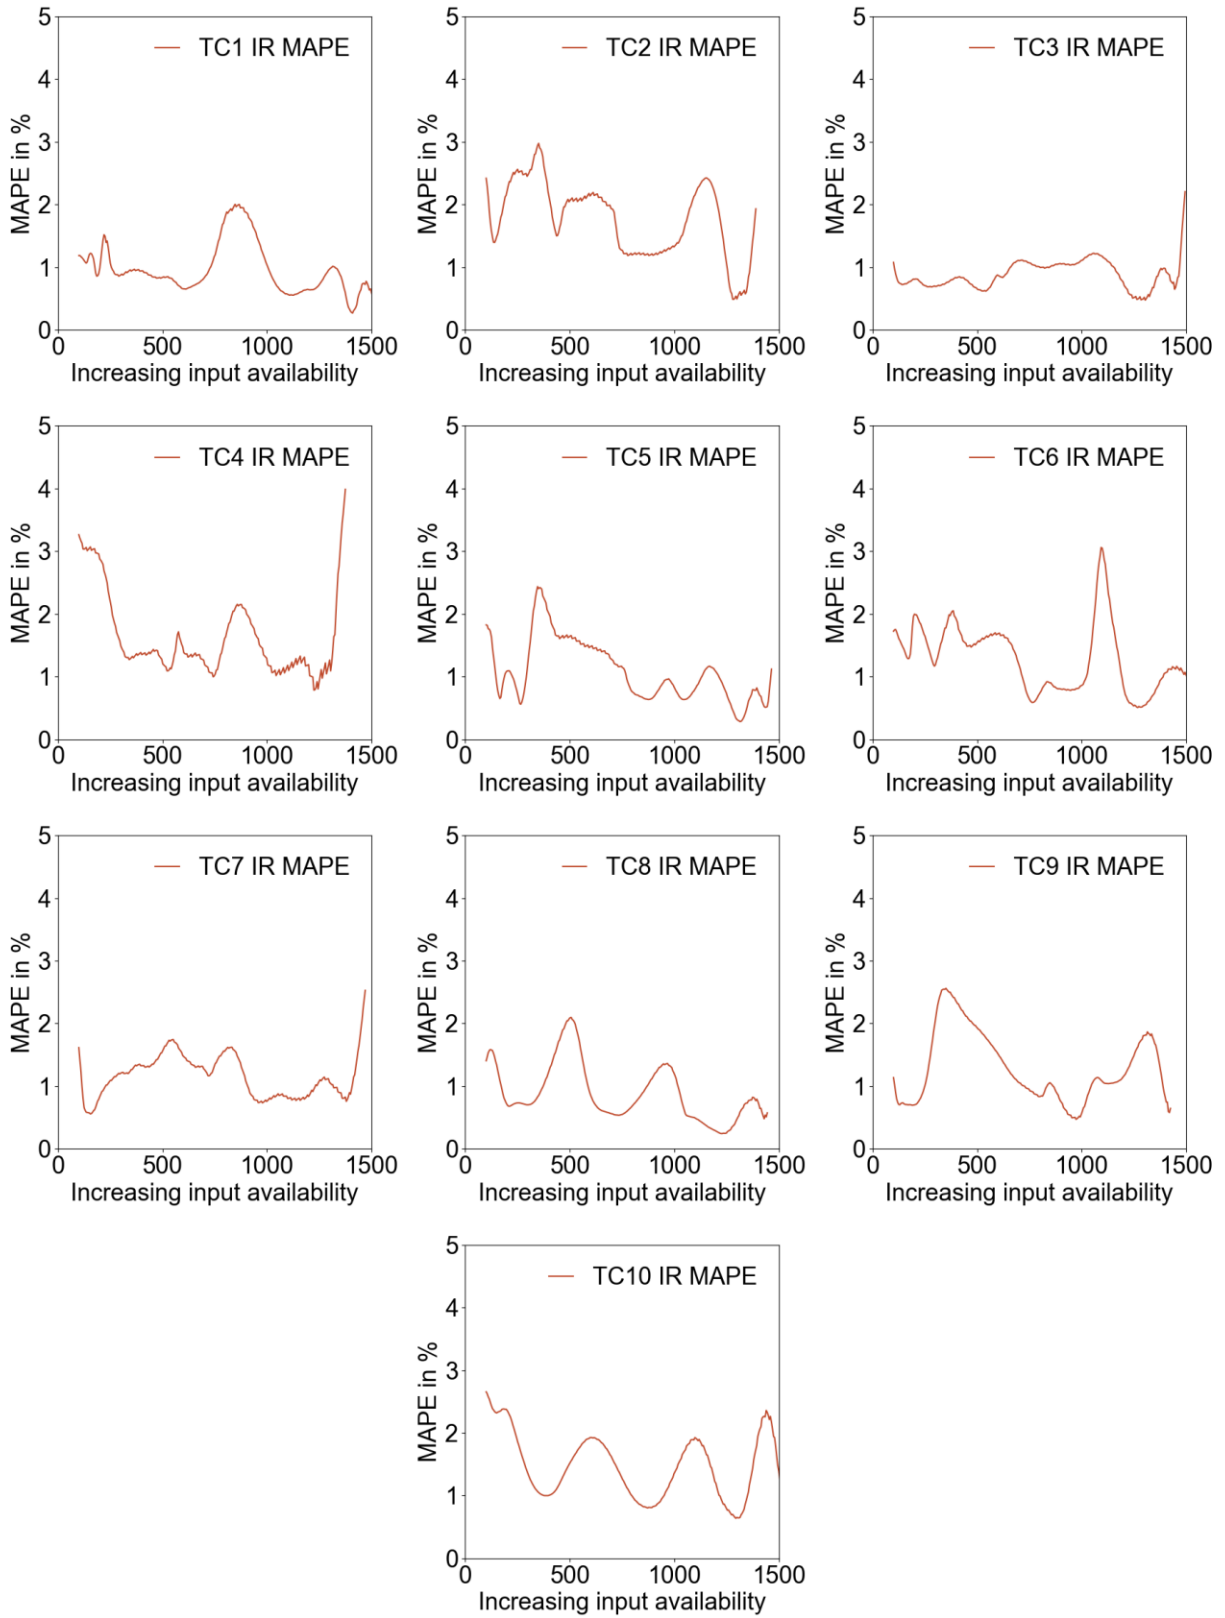 TC1 IR MAPE
MAPE in %
5
4
3
2
1
0
0 500 1000 1500
Increasing input availability
TC2 IR MAPE
MAPE in %
5
4
3
2
1
0
0 500 1000 1500
Increasing input availability
TC3 IR MAPE
MAPE in %
5
4
3
2
1
0
0 500 1000 1500
Increasing input availability
TC4 IR MAPE
MAPE in %
5
4
3
2
1
0
0 500 1000 1500
Increasing input availability
TC5 IR MAPE
MAPE in %
5
4
3
2
1
0
0 500 1000 1500
Increasing input availability
TC6 IR MAPE
MAPE in %
5
4
3
2
1
0
0 500 1000 1500
Increasing input availability
TC7 IR MAPE
MAPE in %
5
4
3
2
1
0
0 500 1000 1500
Increasing input availability
TC8 IR MAPE
MAPE in %
5
4
3
2
1
0
0 500 1000 1500
Increasing input availability
TC9 IR MAPE
MAPE in %
5
4
3
2
1
0
0 500 1000 1500
Increasing input availability
TC10 IR MAPE
MAPE in %
5
4
3
2
1
0
0 500 1000 1500
Increasing input availability